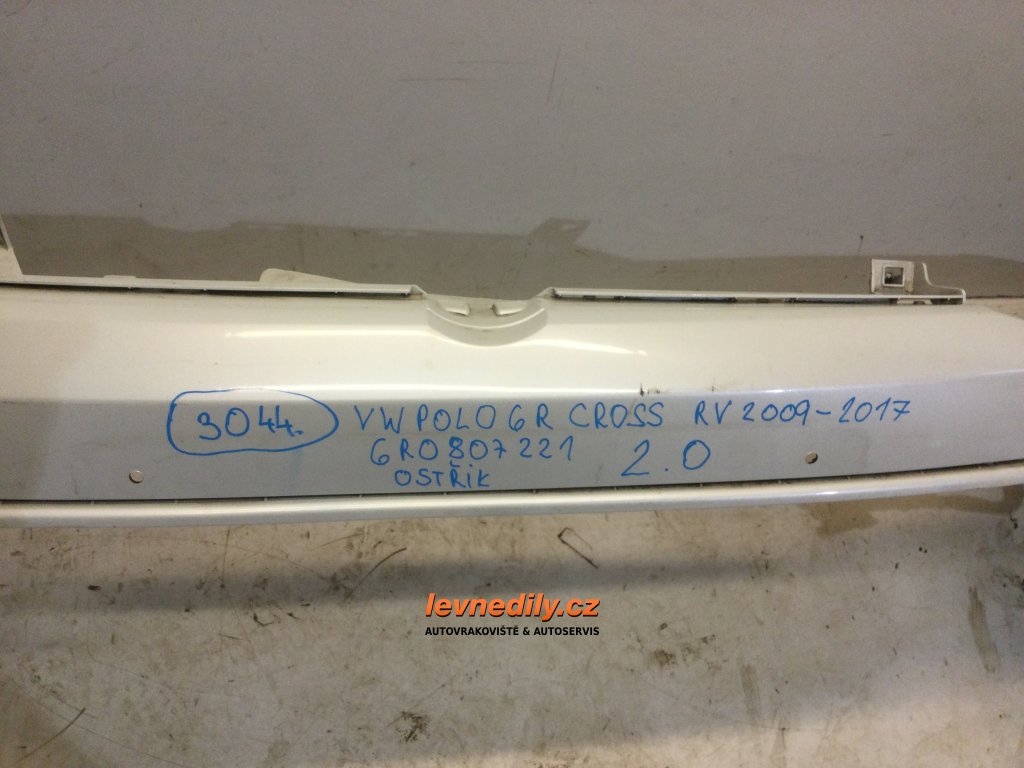 3044. VW POLO 6R CROSS RV 2009-2017
6R0807221 2.0
OSTŘiK
levnedily.cz
AUTOVRAKOVIŠTĚ & AUTOSERVIS